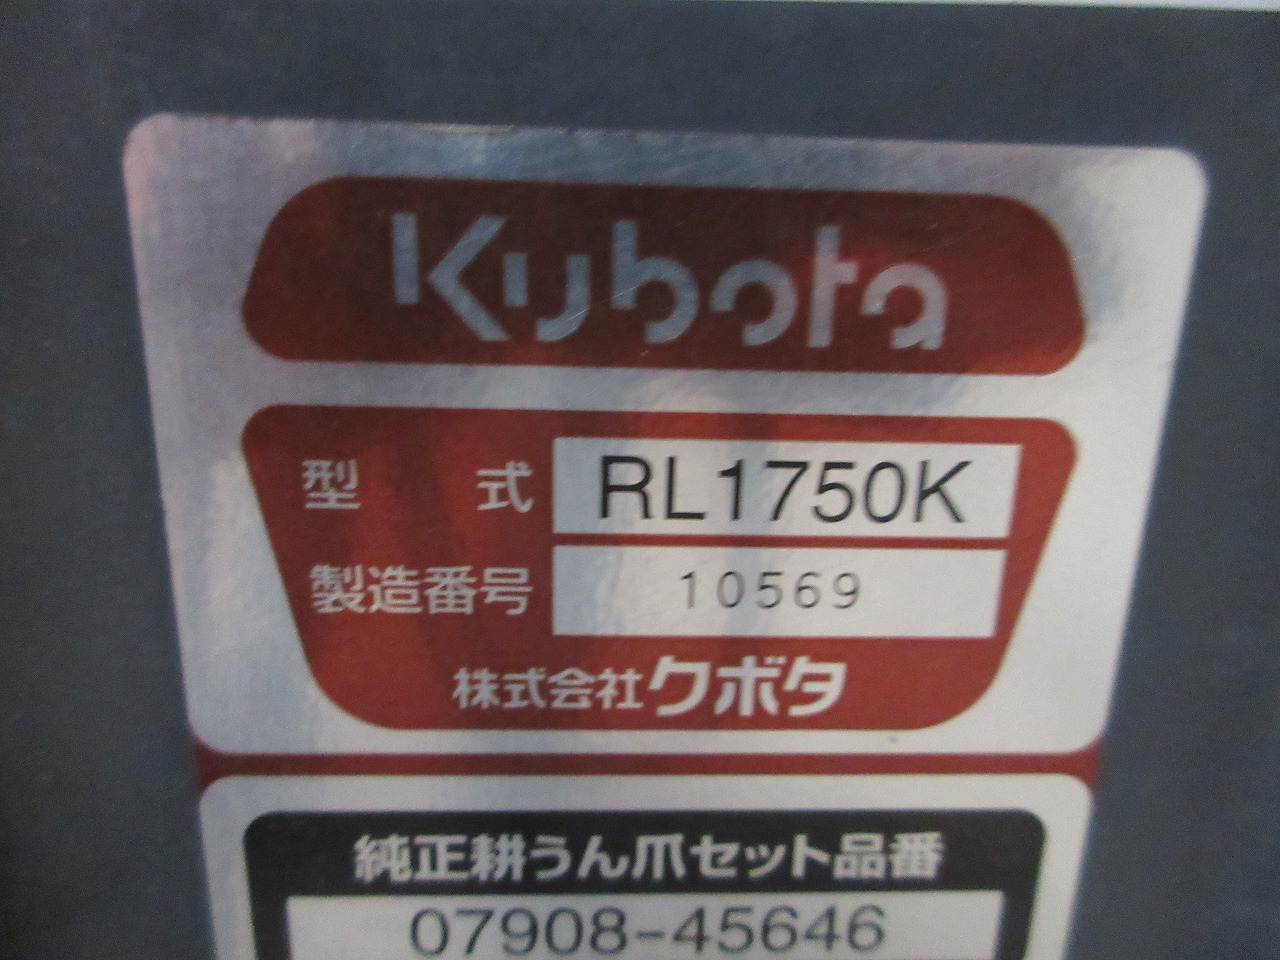 Kubota
型式 RL1750K
製造番号 10569
株式会社クボタ
純正耕うん爪セット品番
07908-45646